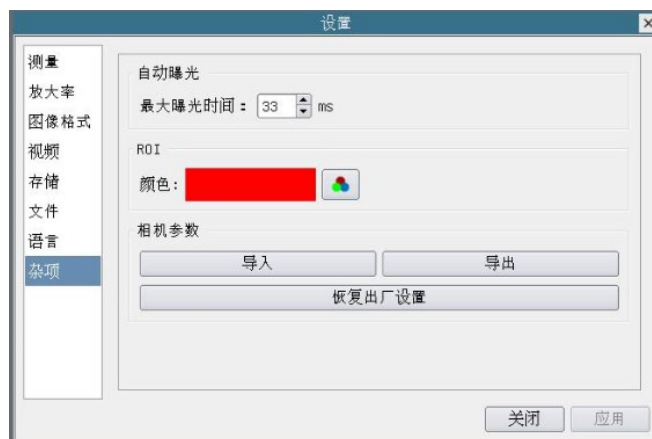 设置
测量
放大率
图像格式
视频
存储
文件
语言
杂项
自动曝光
最大曝光时间：33 ms
ROI
颜色：
相机参数
导入 导出
恢复出厂设置
关闭 应用